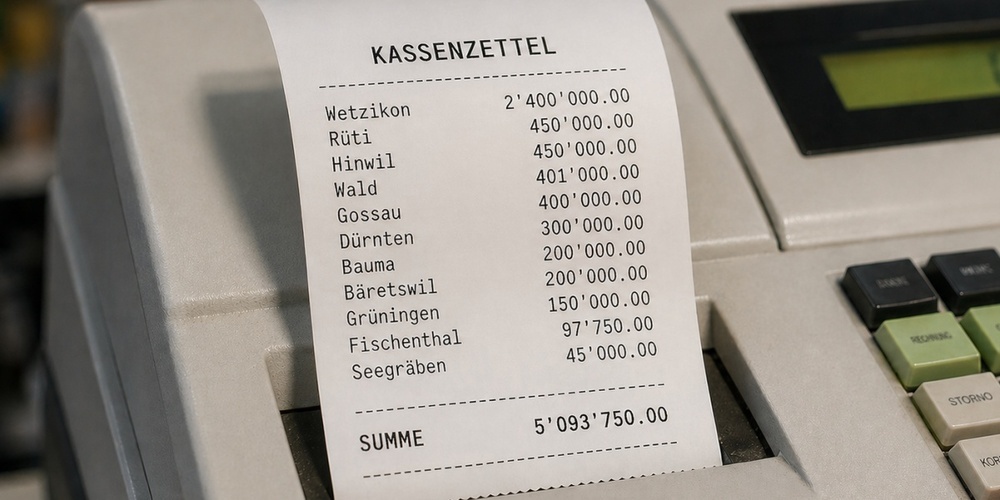 KASSENZETTEL
Wetzikon 2'400'000.00
Rüti 450'000.00
Hinwil 450'000.00
Wald 401'000.00
Gossau 400'000.00
Dürnten 300'000.00
Bauma 200'000.00
Bäretswil 200'000.00
Grüningen 150'000.00
Fischenthal 97'750.00
Seegräben 45'000.00
SUMME 5'093'750.00
RECHNUNG
STORNO